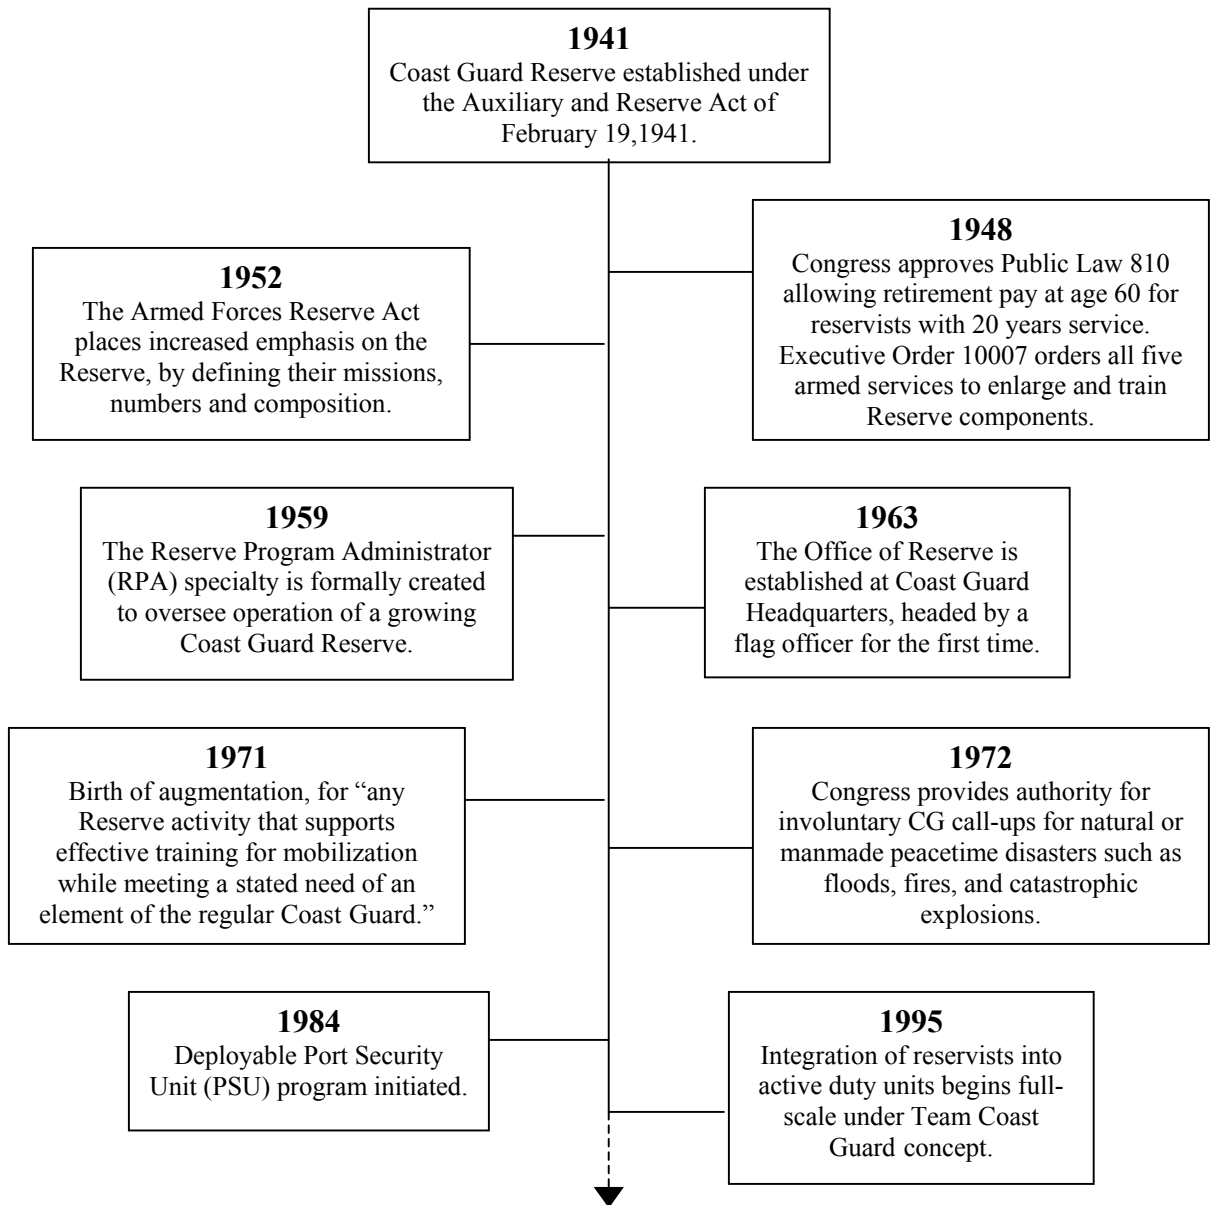 1941
Coast Guard Reserve established under
the Auxiliary and Reserve Act of
February 19,1941.
1948
Congress approves Public Law 810
allowing retirement pay at age 60 for
reservists with 20 years service.
Executive Order 10007 orders all five
armed services to enlarge and train
Reserve components.
1952
The Armed Forces Reserve Act
places increased emphasis on the
Reserve, by defining their missions,
numbers and composition.
1959
The Reserve Program Administrator
(RPA) specialty is formally created
to oversee operation of a growing
Coast Guard Reserve.
1963
The Office of Reserve is
established at Coast Guard
Headquarters, headed by a
flag officer for the first time.
1971
Birth of augmentation, for “any
Reserve activity that supports
effective training for mobilization
while meeting a stated need of an
element of the regular Coast Guard.”
1972
Congress provides authority for
involuntary CG call-ups for natural or
manmade peacetime disasters such as
floods, fires, and catastrophic
explosions.
1984
Deployable Port Security
Unit (PSU) program initiated.
1995
Integration of reservists into
active duty units begins full-
scale under Team Coast
Guard concept.